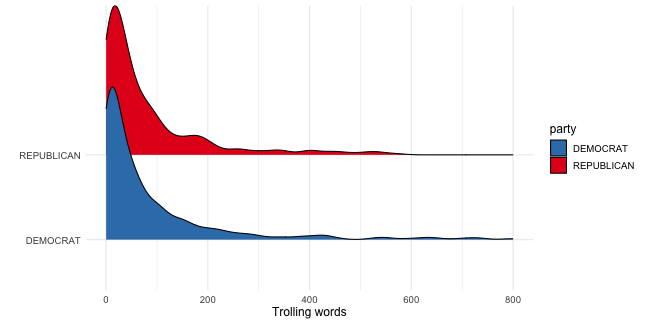 party
DEMOCRAT
REPUBLICAN
REPUBLICAN
DEMOCRAT
0 200 400 600 800
Trolling words